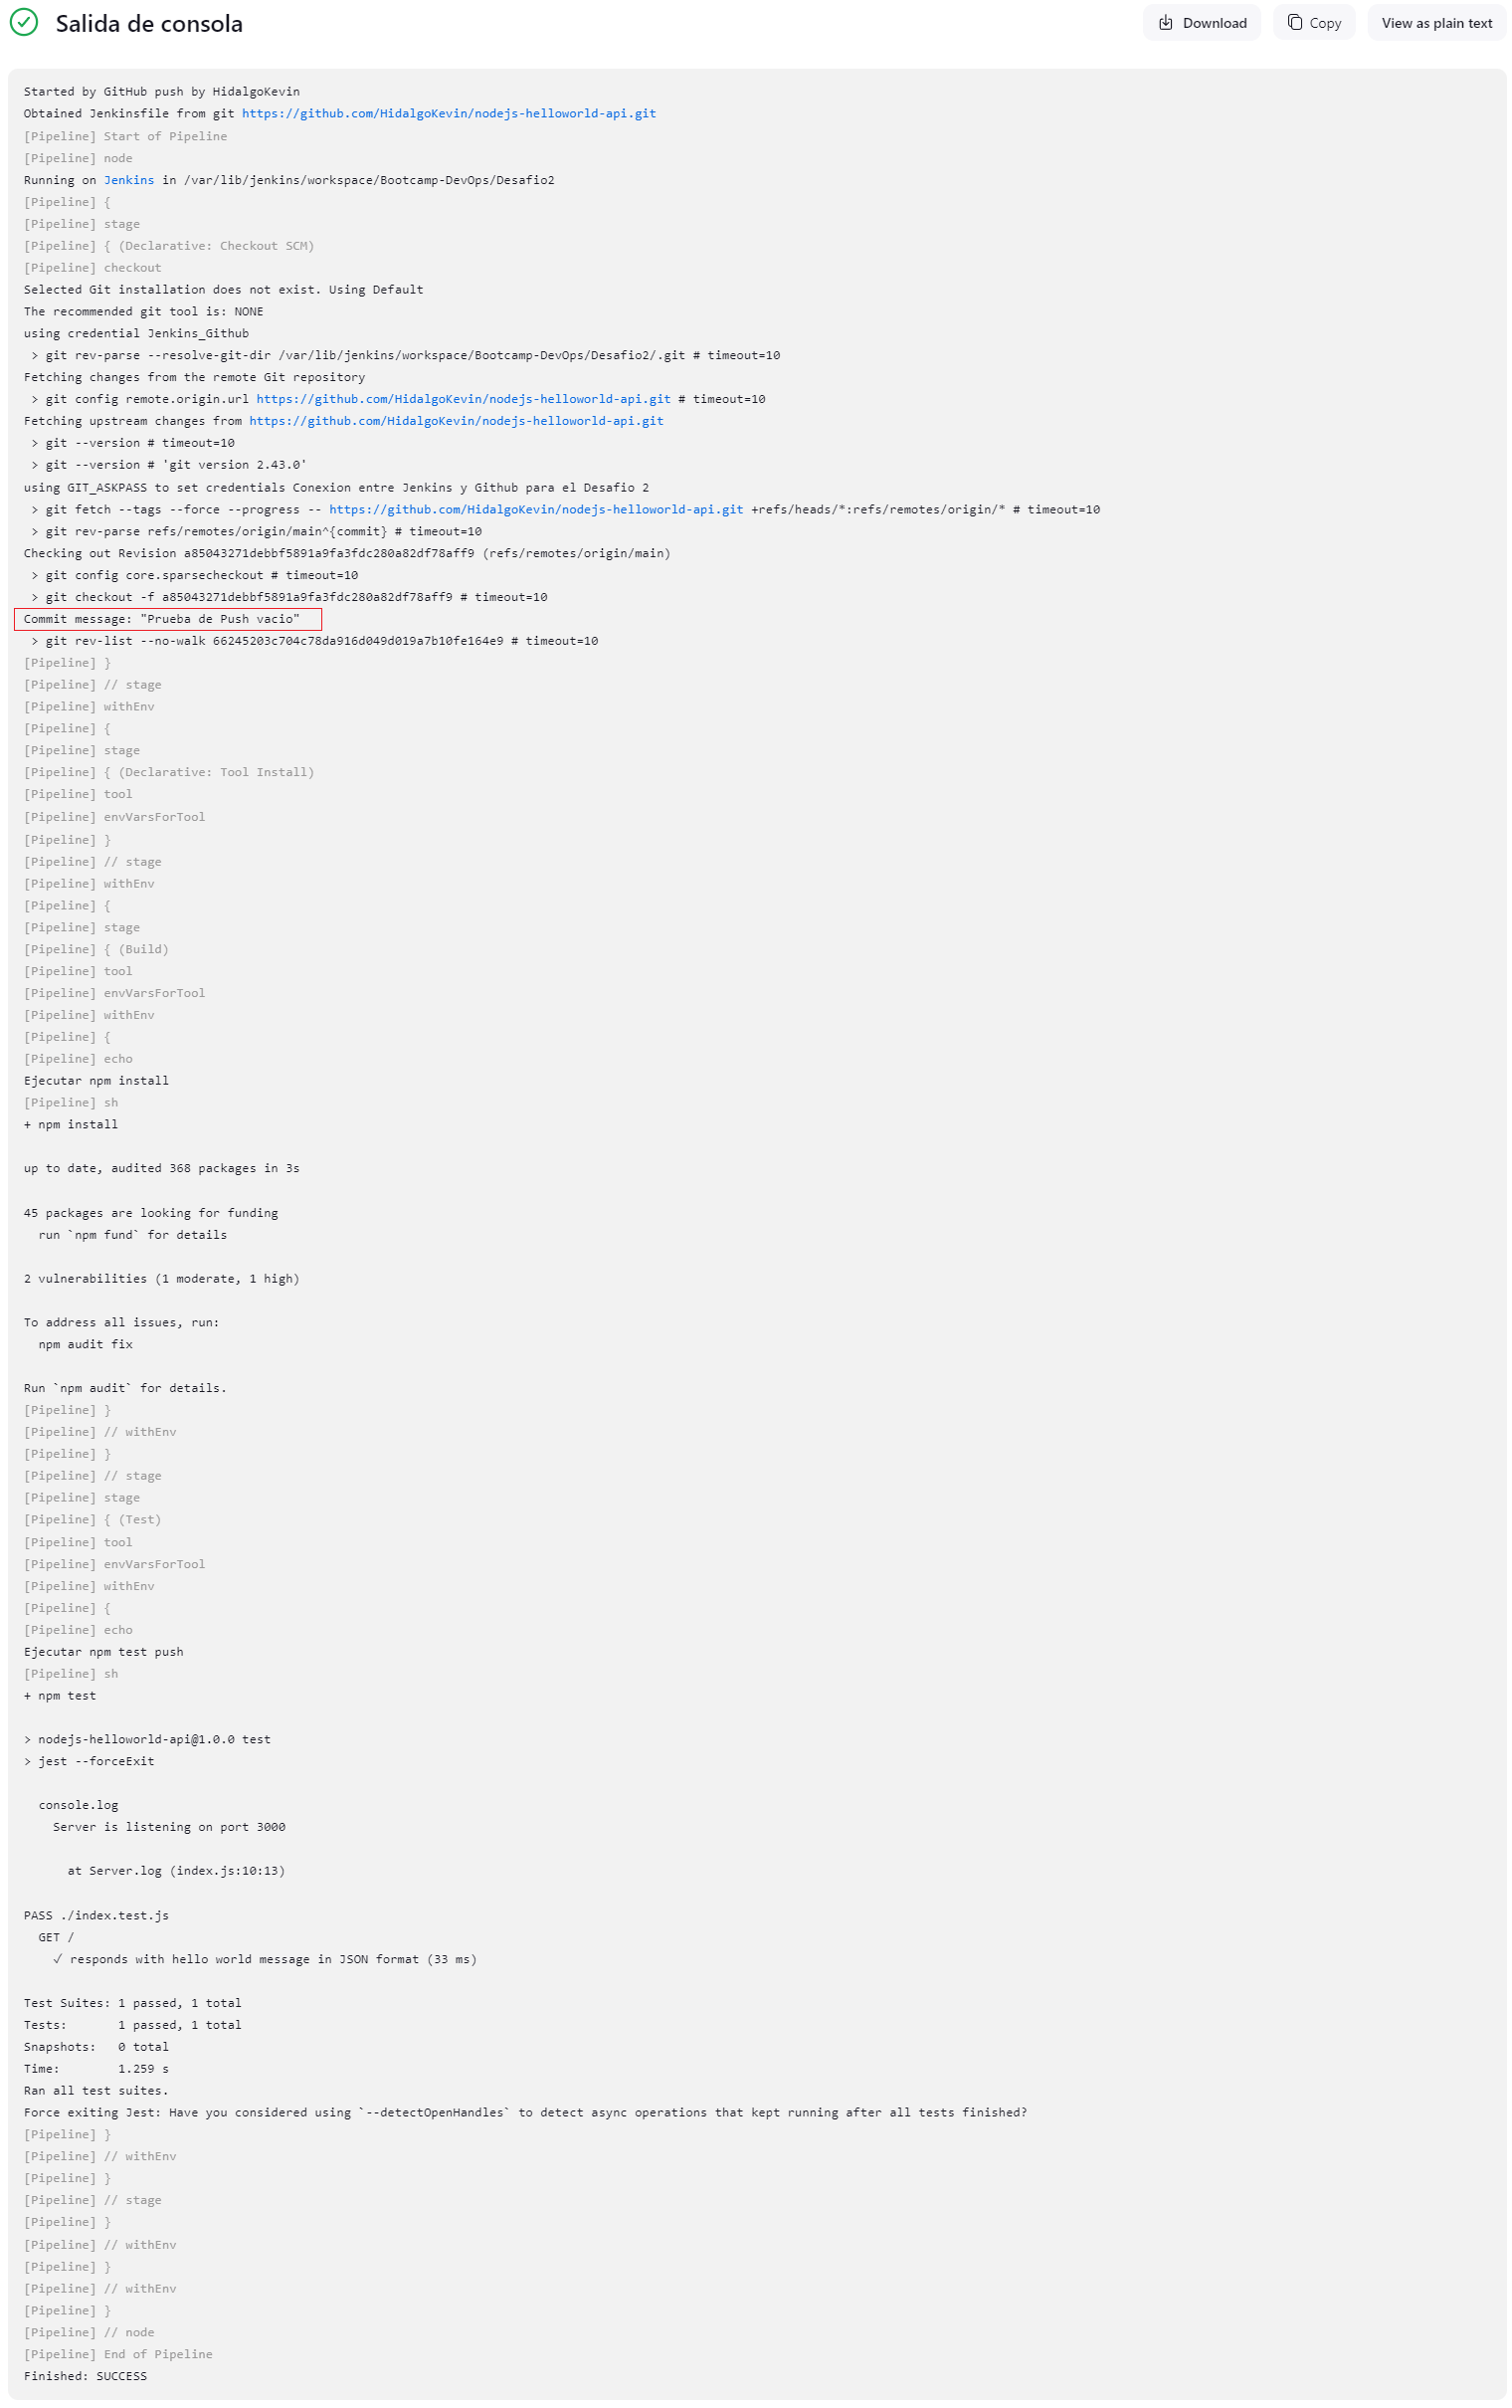 Salida de consola
Download
Copy
View as plain text
Started by GitHub push by HidalgoKevin
Obtained Jenkinsfile from git https://github.com/HidalgoKevin/nodejs-helloworld-api.git
[Pipeline] Start of Pipeline
[Pipeline] node
Running on Jenkins in /var/lib/jenkins/workspace/Bootcamp-DevOps/Desafio2
[Pipeline] {
[Pipeline] stage
[Pipeline] { (Declarative: Checkout SCM)
[Pipeline] checkout
Selected Git installation does not exist. Using Default
The recommended git tool is: NONE
using credential Jenkins_Github
 > git rev-parse --resolve-git-dir /var/lib/jenkins/workspace/Bootcamp-DevOps/Desafio2/.git # timeout=10
Fetching changes from the remote Git repository
 > git config remote.origin.url https://github.com/HidalgoKevin/nodejs-helloworld-api.git # timeout=10
Fetching upstream changes from https://github.com/HidalgoKevin/nodejs-helloworld-api.git
 > git --version # timeout=10
 > git --version # 'git version 2.43.0'
using GIT_ASKPASS to set credentials Conexion entre Jenkins y Github para el Desafio 2
 > git fetch --tags --force --progress -- https://github.com/HidalgoKevin/nodejs-helloworld-api.git +refs/heads/*:refs/remotes/origin/* # timeout=10
 > git rev-parse refs/remotes/origin/main^{commit} # timeout=10
Checking out Revision a85043271debbf5891a9fa3fdc280a82df78aff9 (refs/remotes/origin/main)
 > git config core.sparsecheckout # timeout=10
 > git checkout -f a85043271debbf5891a9fa3fdc280a82df78aff9 # timeout=10
Commit message: "Prueba de Push vacio"
 > git rev-list --no-walk 66245203c704c78da916d049d019a7b10fe164e9 # timeout=10
[Pipeline] }
[Pipeline] // stage
[Pipeline] withEnv
[Pipeline] {
[Pipeline] stage
[Pipeline] { (Declarative: Tool Install)
[Pipeline] tool
[Pipeline] envVarsForTool
[Pipeline] }
[Pipeline] // stage
[Pipeline] withEnv
[Pipeline] {
[Pipeline] stage
[Pipeline] { (Build)
[Pipeline] tool
[Pipeline] envVarsForTool
[Pipeline] withEnv
[Pipeline] {
[Pipeline] echo
Ejecutar npm install
[Pipeline] sh
+ npm install
up to date, audited 368 packages in 3s
45 packages are looking for funding
  run `npm fund` for details
2 vulnerabilities (1 moderate, 1 high)
To address all issues, run:
  npm audit fix
Run `npm audit` for details.
[Pipeline] }
[Pipeline] // withEnv
[Pipeline] }
[Pipeline] // stage
[Pipeline] stage
[Pipeline] { (Test)
[Pipeline] tool
[Pipeline] envVarsForTool
[Pipeline] withEnv
[Pipeline] {
[Pipeline] echo
Ejecutar npm test push
[Pipeline] sh
+ npm test
> nodejs-helloworld-api@1.0.0 test
> jest --forceExit
  console.log
    Server is listening on port 3000
      at Server.log (index.js:10:13)
PASS ./index.test.js
  GET /
    ✓ responds with hello world message in JSON format (33 ms)
Test Suites: 1 passed, 1 total
Tests:       1 passed, 1 total
Snapshots:   0 total
Time:        1.259 s
Ran all test suites.
Force exiting Jest: Have you considered using `--detectOpenHandles` to detect async operations that kept running after all tests finished?
[Pipeline] }
[Pipeline] // withEnv
[Pipeline] }
[Pipeline] // stage
[Pipeline] }
[Pipeline] // withEnv
[Pipeline] }
[Pipeline] // withEnv
[Pipeline] }
[Pipeline] // node
[Pipeline] End of Pipeline
Finished: SUCCESS